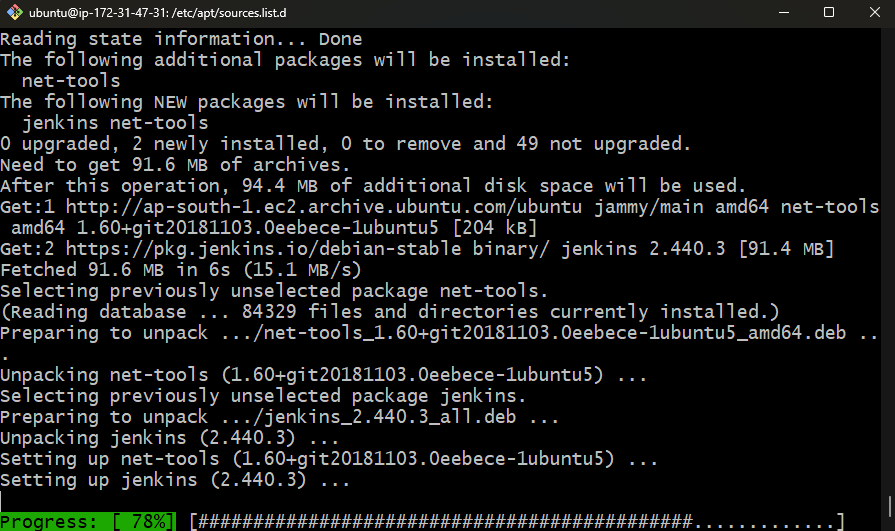 ubuntu@ip-172-31-47-31: /etc/apt/sources.list.d
Reading state information... Done
The following additional packages will be installed:
  net-tools
The following NEW packages will be installed:
  jenkins net-tools
0 upgraded, 2 newly installed, 0 to remove and 49 not upgraded.
Need to get 91.6 MB of archives.
After this operation, 94.4 MB of additional disk space will be used.
Get:1 http://ap-south-1.ec2.archive.ubuntu.com/ubuntu jammy/main amd64 net-tools
 amd64 1.60+git20181103.0eebece-1ubuntu5 [204 kB]
Get:2 https://pkg.jenkins.io/debian-stable binary/ jenkins 2.440.3 [91.4 MB]
Fetched 91.6 MB in 6s (15.1 MB/s)
Selecting previously unselected package net-tools.
(Reading database ... 84329 files and directories currently installed.)
Preparing to unpack .../net-tools_1.60+git20181103.0eebece-1ubuntu5_amd64.deb ..
.
Unpacking net-tools (1.60+git20181103.0eebece-1ubuntu5) ...
Selecting previously unselected package jenkins.
Preparing to unpack .../jenkins_2.440.3_all.deb ...
Unpacking jenkins (2.440.3) ...
Setting up net-tools (1.60+git20181103.0eebece-1ubuntu5) ...
Setting up jenkins (2.440.3) ...
Progress: [ 78%] [#############################################.............]